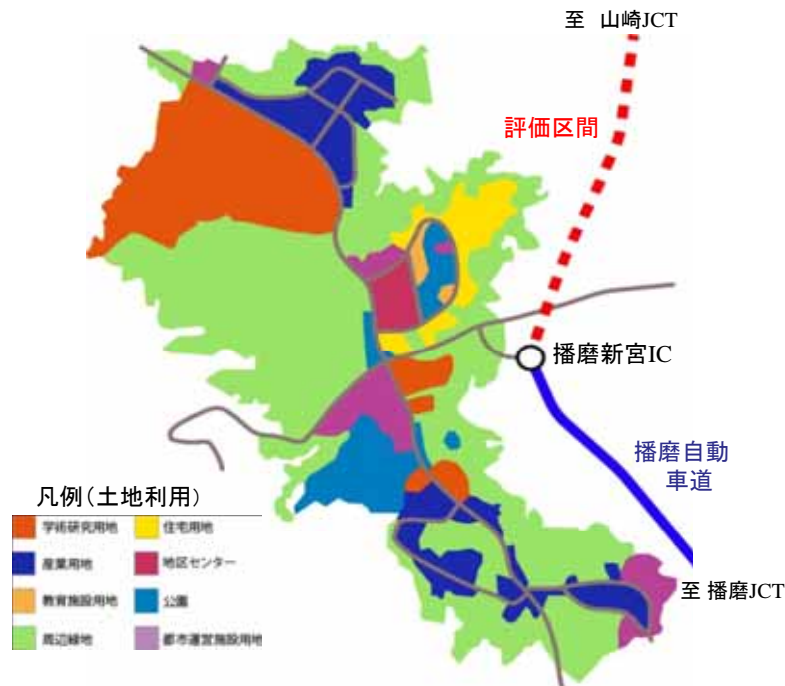 至 山崎JCT
評価区間
播磨新宮IC
播磨自動
車道
至 播磨JCT
凡例(土地利用)
学術研究用地
住宅用地
産業用地
地区センター
教育施設用地
公園
周辺緑地
都市運営施設用地